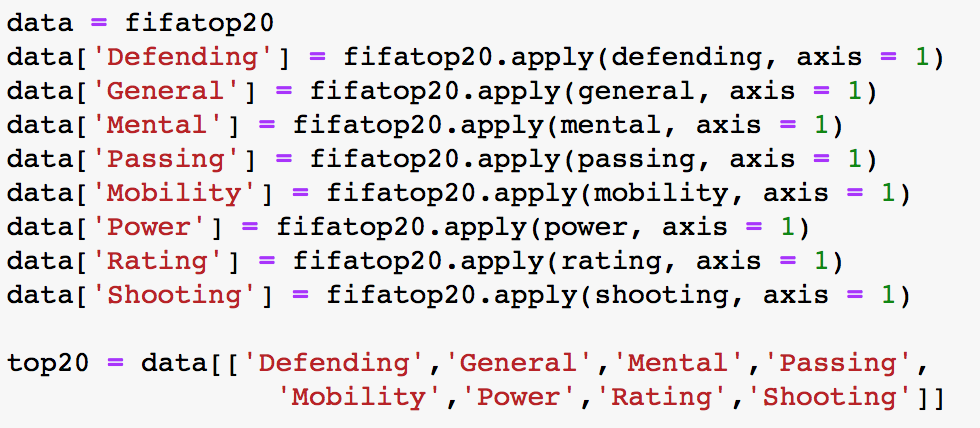 data = fifatop20
data['Defending'] = fifatop20.apply(defending, axis = 1)
data['General'] = fifatop20.apply(general, axis = 1)
data['Mental'] = fifatop20.apply(mental, axis = 1)
data['Passing'] = fifatop20.apply(passing, axis = 1)
data['Mobility'] = fifatop20.apply(mobility, axis = 1)
data['Power'] = fifatop20.apply(power, axis = 1)
data['Rating'] = fifatop20.apply(rating, axis = 1)
data['Shooting'] = fifatop20.apply(shooting, axis = 1)

top20 = data[['Defending','General','Mental','Passing',
                'Mobility','Power','Rating','Shooting']]